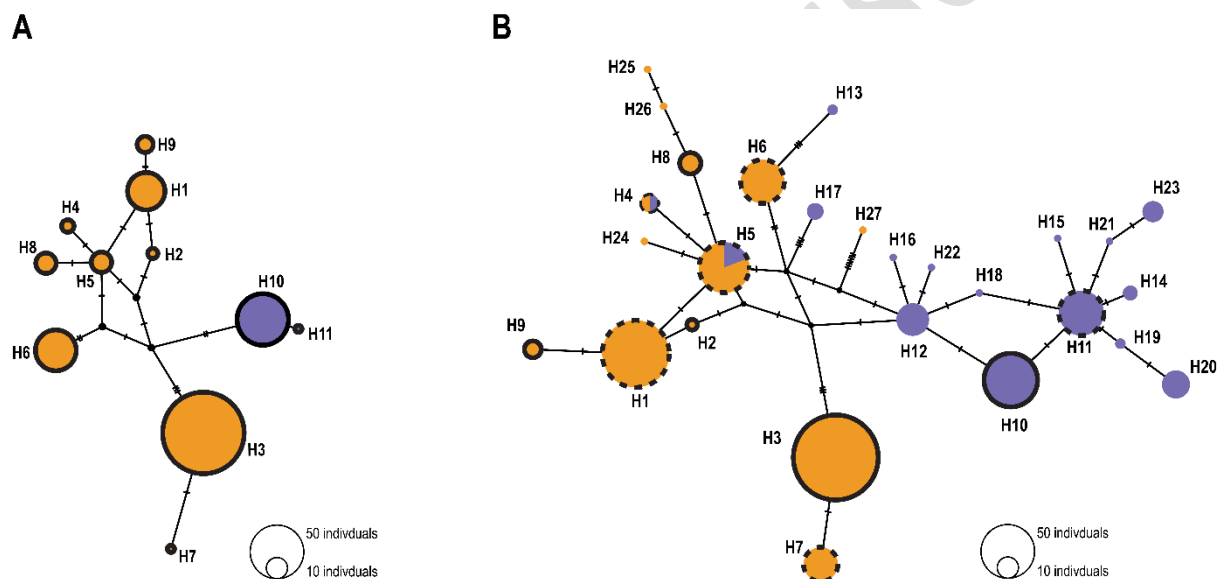 A
H9
H1
H4
H2
H8
H5
H10
H11
H6
H3
H7
50 indivduals
10 indivduals
B
H25
H26
H13
H8
H6
H4
H17
H23
H24
H5
H27
H15
H21
H16
H22
H18
H14
H11
H9
H2
H12
H19
H20
H1
H10
H3
H7
50 indivduals
10 indivduals